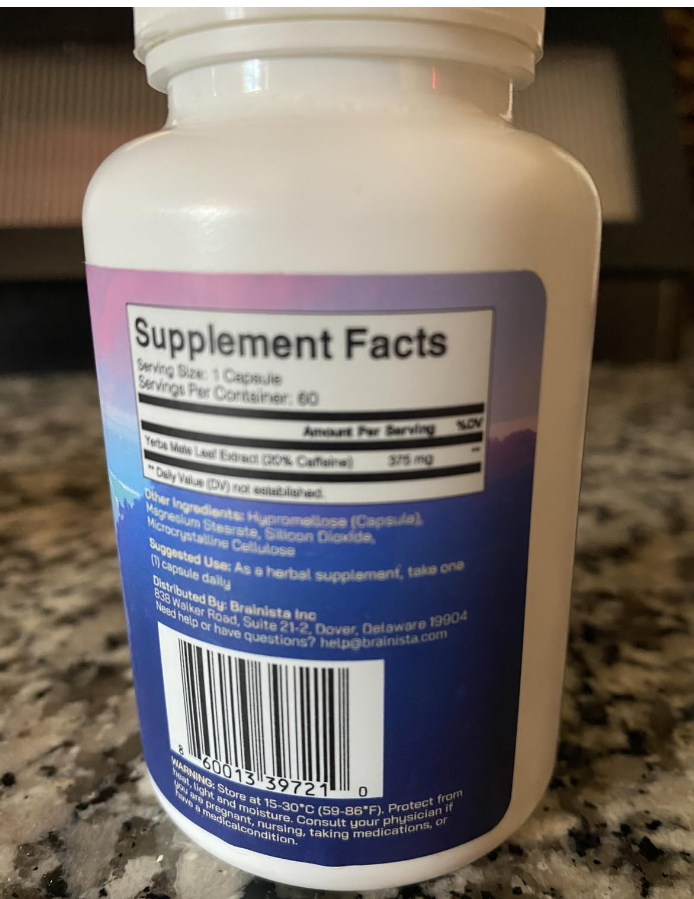 Supplement Facts
Serving Size: 1 Capsule
Servings Per Container: 60
Amount Per Serving %DV
Yerba Mate Leaf Extract (20% Caffeine) 375 mg **
** Daily Value (DV) not established.
Other Ingredients: Hypromellose (Capsule),
Magnesium Stearate, Silicon Dioxide,
Microcrystalline Cellulose
Suggested Use: As a herbal supplement, take one
(1) capsule daily
Distributed By: Brainista Inc
838 Walker Road, Suite 21-2, Dover, Delaware 19904
Need help or have questions? help@brainista.com
8 60013 39721 0
WARNING: Store at 15-30°C (59-86°F). Protect from
heat, light and moisture. Consult your physician if
you are pregnant, nursing, taking medications, or
have a medicalcondition.